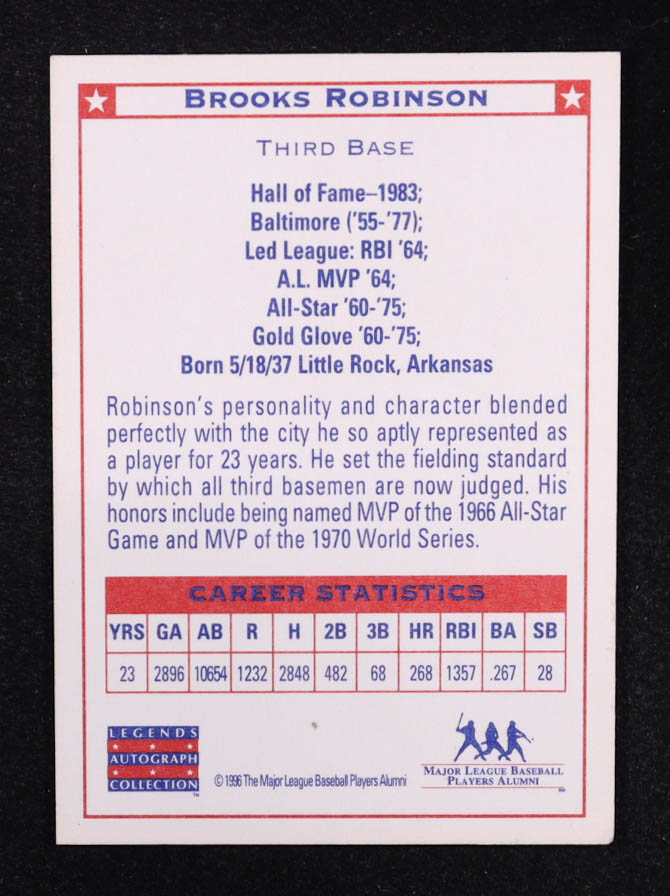 BROOKS ROBINSON
THIRD BASE
Hall of Fame–1983;
Baltimore ('55-'77);
Led League: RBI '64;
A.L. MVP '64;
All-Star '60-'75;
Gold Glove '60-'75;
Born 5/18/37 Little Rock, Arkansas
Robinson's personality and character blended
perfectly with the city he so aptly represented as
a player for 23 years. He set the fielding standard
by which all third basemen are now judged. His
honors include being named MVP of the 1966 All-Star
Game and MVP of the 1970 World Series.
CAREER STATISTICS
YRS GA AB R H 2B 3B HR RBI BA SB
23 2896 10654 1232 2848 482 68 268 1357 .267 28
LEGENDS
AUTOGRAPH
COLLECTION
™
© 1996 The Major League Baseball Players Alumni
MAJOR LEAGUE BASEBALL
PLAYERS ALUMNI